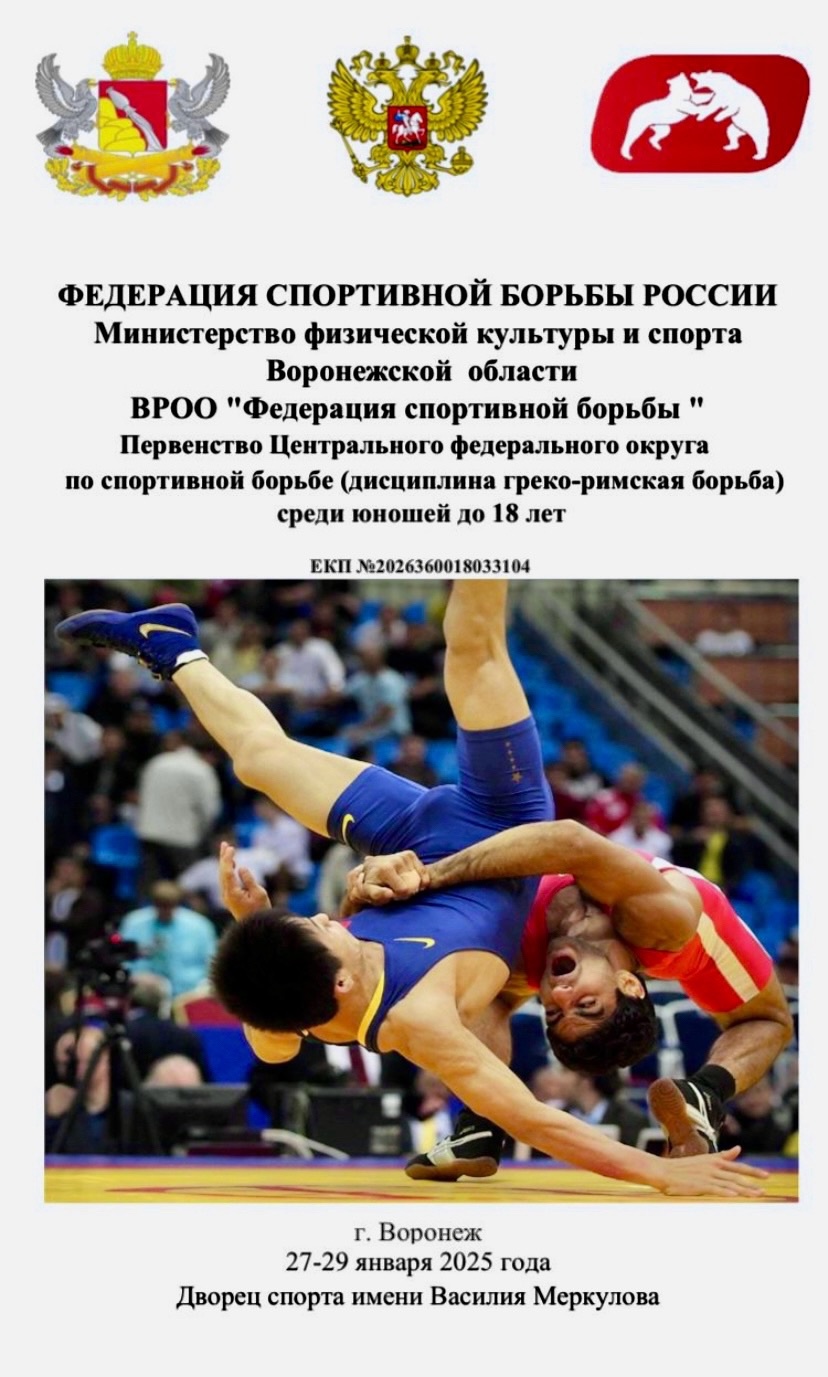 ФЕДЕРАЦИЯ СПОРТИВНОЙ БОРЬБЫ РОССИИ
Министерство физической культуры и спорта
Воронежской области
ВРОО "Федерация спортивной борьбы "
Первенство Центрального федерального округа
по спортивной борьбе (дисциплина греко-римская борьба)
среди юношей до 18 лет
ЕКП №2026360018033104
г. Воронеж
27-29 января 2025 года
Дворец спорта имени Василия Меркулова